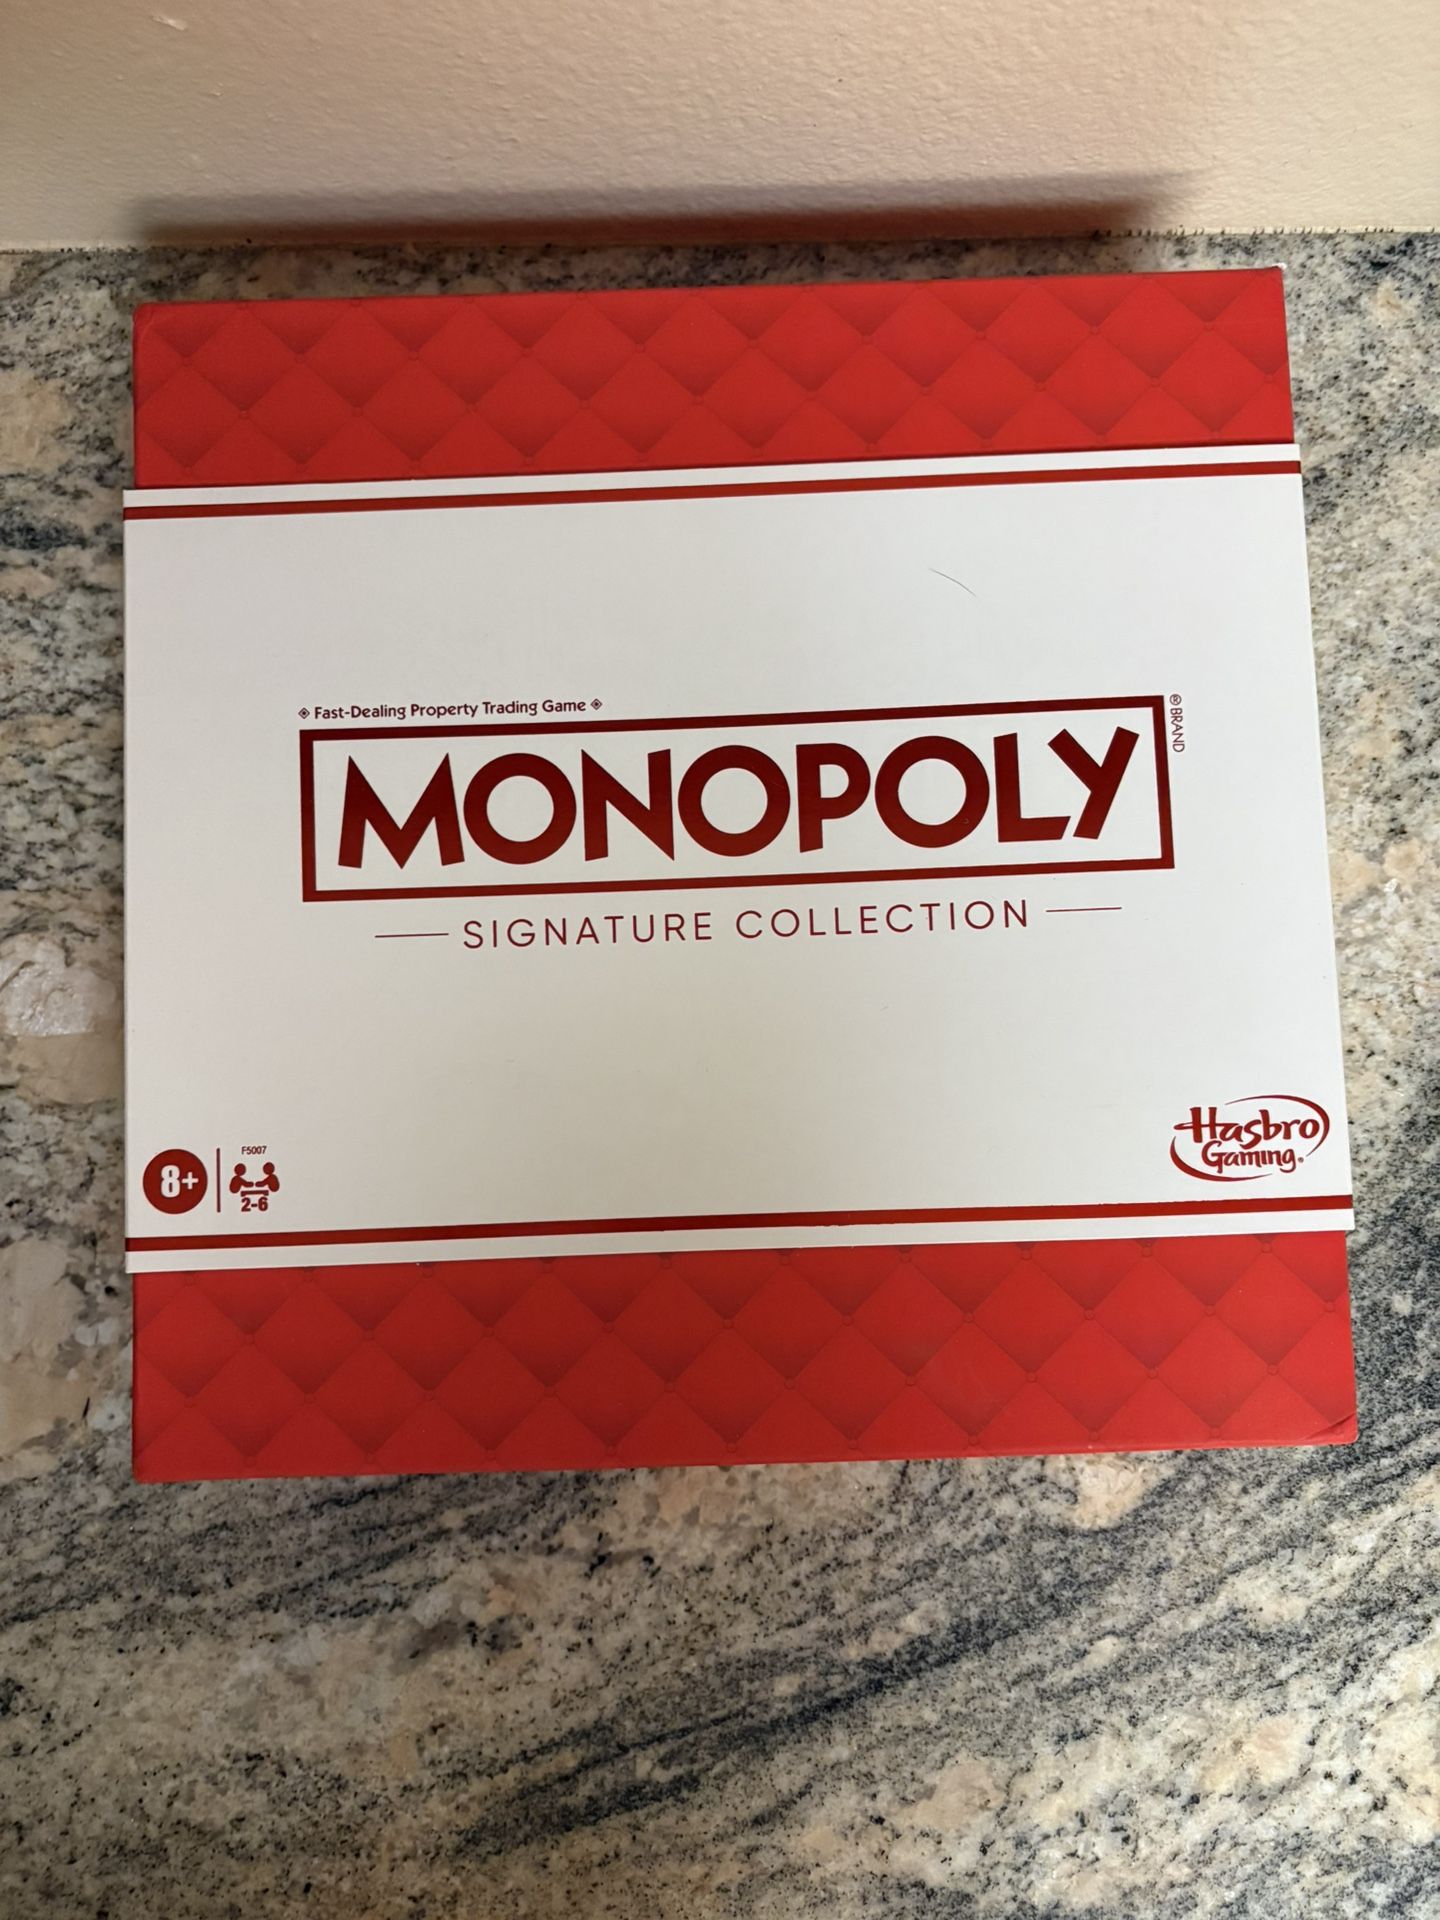 Fast-Dealing Property Trading Game
MONOPOLY
® BRAND
SIGNATURE COLLECTION
8+
F5007
2-6
Hasbro
Gaming®